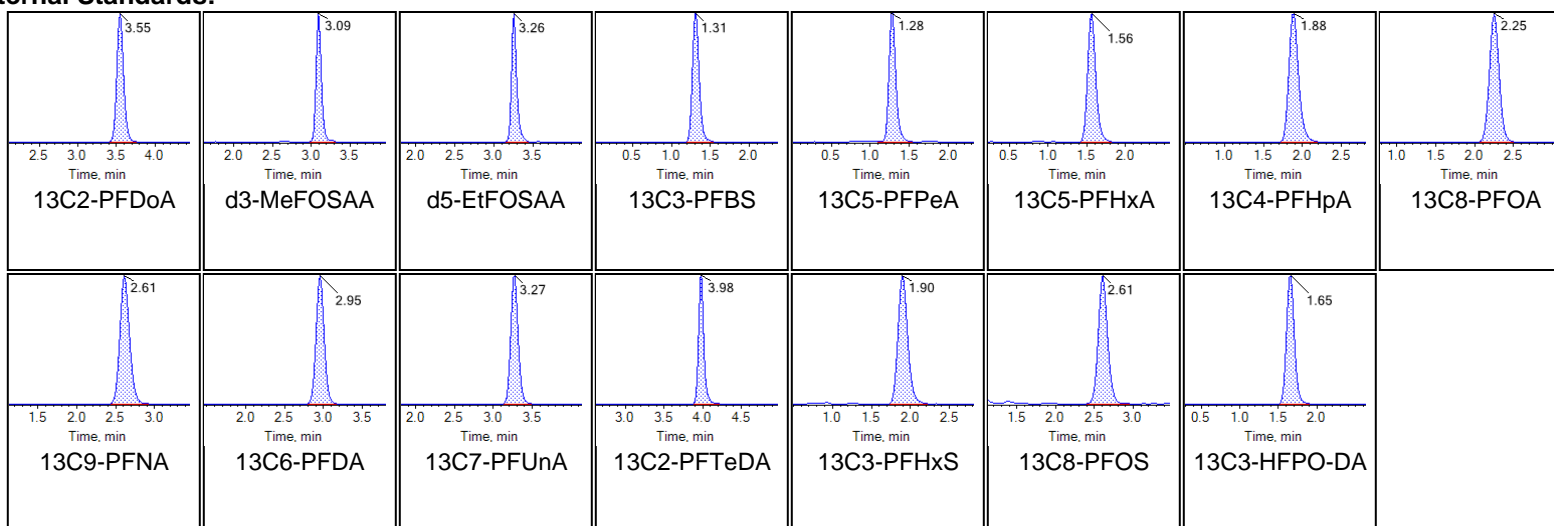 ternal Standards:
3.55
2.5 3.0 3.5 4.0
Time, min
13C2-PFDoA
3.09
2.0 2.5 3.0 3.5
Time, min
d3-MeFOSAA
3.26
2.0 2.5 3.0 3.5
Time, min
d5-EtFOSAA
1.31
0.5 1.0 1.5 2.0
Time, min
13C3-PFBS
1.28
0.5 1.0 1.5 2.0
Time, min
13C5-PFPeA
1.56
0.5 1.0 1.5 2.0
Time, min
13C5-PFHxA
1.88
1.0 1.5 2.0 2.5
Time, min
13C4-PFHpA
2.25
1.0 1.5 2.0 2.5
Time, min
13C8-PFOA
2.61
1.5 2.0 2.5 3.0
Time, min
13C9-PFNA
2.95
2.0 2.5 3.0 3.5
Time, min
13C6-PFDA
3.27
2.0 2.5 3.0 3.5
Time, min
13C7-PFUnA
3.98
3.0 3.5 4.0 4.5
Time, min
13C2-PFTeDA
1.90
1.0 1.5 2.0 2.5
Time, min
13C3-PFHxS
2.61
1.5 2.0 2.5 3.0
Time, min
13C8-PFOS
1.65
0.5 1.0 1.5 2.0
Time, min
13C3-HFPO-DA